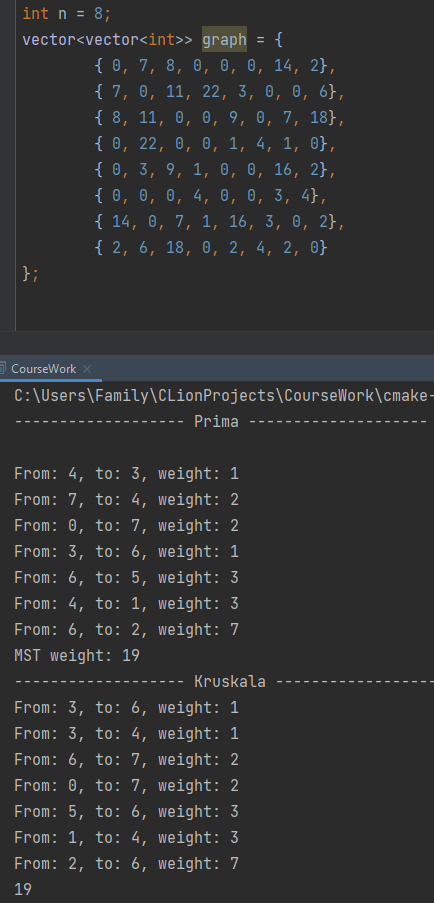 int n = 8;
vector<vector<int>> graph = {
{ 0, 7, 8, 0, 0, 0, 14, 2},
{ 7, 0, 11, 22, 3, 0, 0, 6},
{ 8, 11, 0, 0, 9, 0, 7, 18},
{ 0, 22, 0, 0, 1, 4, 1, 0},
{ 0, 3, 9, 1, 0, 0, 16, 2},
{ 0, 0, 0, 4, 0, 0, 3, 4},
{ 14, 0, 7, 1, 16, 3, 0, 2},
{ 2, 6, 18, 0, 2, 4, 2, 0}
};
CourseWork ×
C:\Users\Family\CLionProjects\CourseWork\cmake-
------------------ Prima -------------------
From: 4, to: 3, weight: 1
From: 7, to: 4, weight: 2
From: 0, to: 7, weight: 2
From: 3, to: 6, weight: 1
From: 6, to: 5, weight: 3
From: 4, to: 1, weight: 3
From: 6, to: 2, weight: 7
MST weight: 19
------------------ Kruskala -----------------
From: 3, to: 6, weight: 1
From: 3, to: 4, weight: 1
From: 6, to: 7, weight: 2
From: 0, to: 7, weight: 2
From: 5, to: 6, weight: 3
From: 1, to: 4, weight: 3
From: 2, to: 6, weight: 7
19